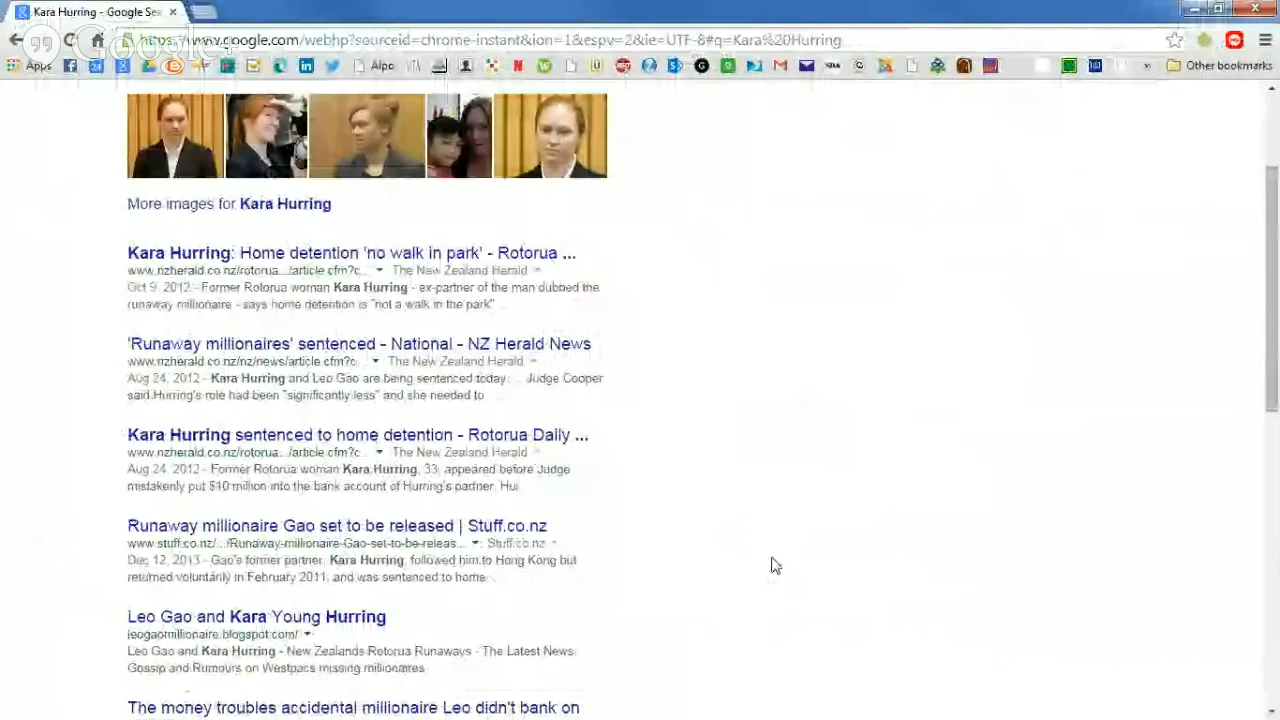 Kara Hurring - Google Se
Google+
https://www.google.com/webhp?sourceid=chrome-instant&ion=1&espv=2&ie=UTF-8#q=Kara%20Hurring
Apps
Alpo
Other bookmarks
More images for Kara Hurring
Kara Hurring: Home detention 'no walk in park' - Rotorua ...
www.nzherald.co.nz/rotorua.../article.cfm?c... The New Zealand Herald
Oct 9, 2012 - Former Rotorua woman Kara Hurring - ex-partner of the man dubbed the
runaway millionaire - says home detention is "not a walk in the park"
'Runaway millionaires' sentenced - National - NZ Herald News
www.nzherald.co.nz/nz/news/article.cfm?c... The New Zealand Herald
Aug 24, 2012 - Kara Hurring and Leo Gao are being sentenced today ... Judge Cooper
said Hurring's role had been "significantly less" and she needed to
Kara Hurring sentenced to home detention - Rotorua Daily ...
www.nzherald.co.nz/rotorua.../article.cfm?c... The New Zealand Herald
Aug 24, 2012 - Former Rotorua woman Kara Hurring, 33, appeared before Judge
mistakenly put $10 million into the bank account of Hurring's partner, Hui
Runaway millionaire Gao set to be released | Stuff.co.nz
www.stuff.co.nz/.../Runaway-millionaire-Gao-set-to-be-releas... Stuff.co.nz
Dec 12, 2013 - Gao's former partner, Kara Hurring, followed him to Hong Kong but
returned voluntarily in February 2011, and was sentenced to home
Leo Gao and Kara Young Hurring
leogaomillionaire.blogspot.com/
Leo Gao and Kara Hurring - New Zealands Rotorua Runaways - The Latest News,
Gossip and Rumours on Westpacs missing millionaires
The money troubles accidental millionaire Leo didn't bank on